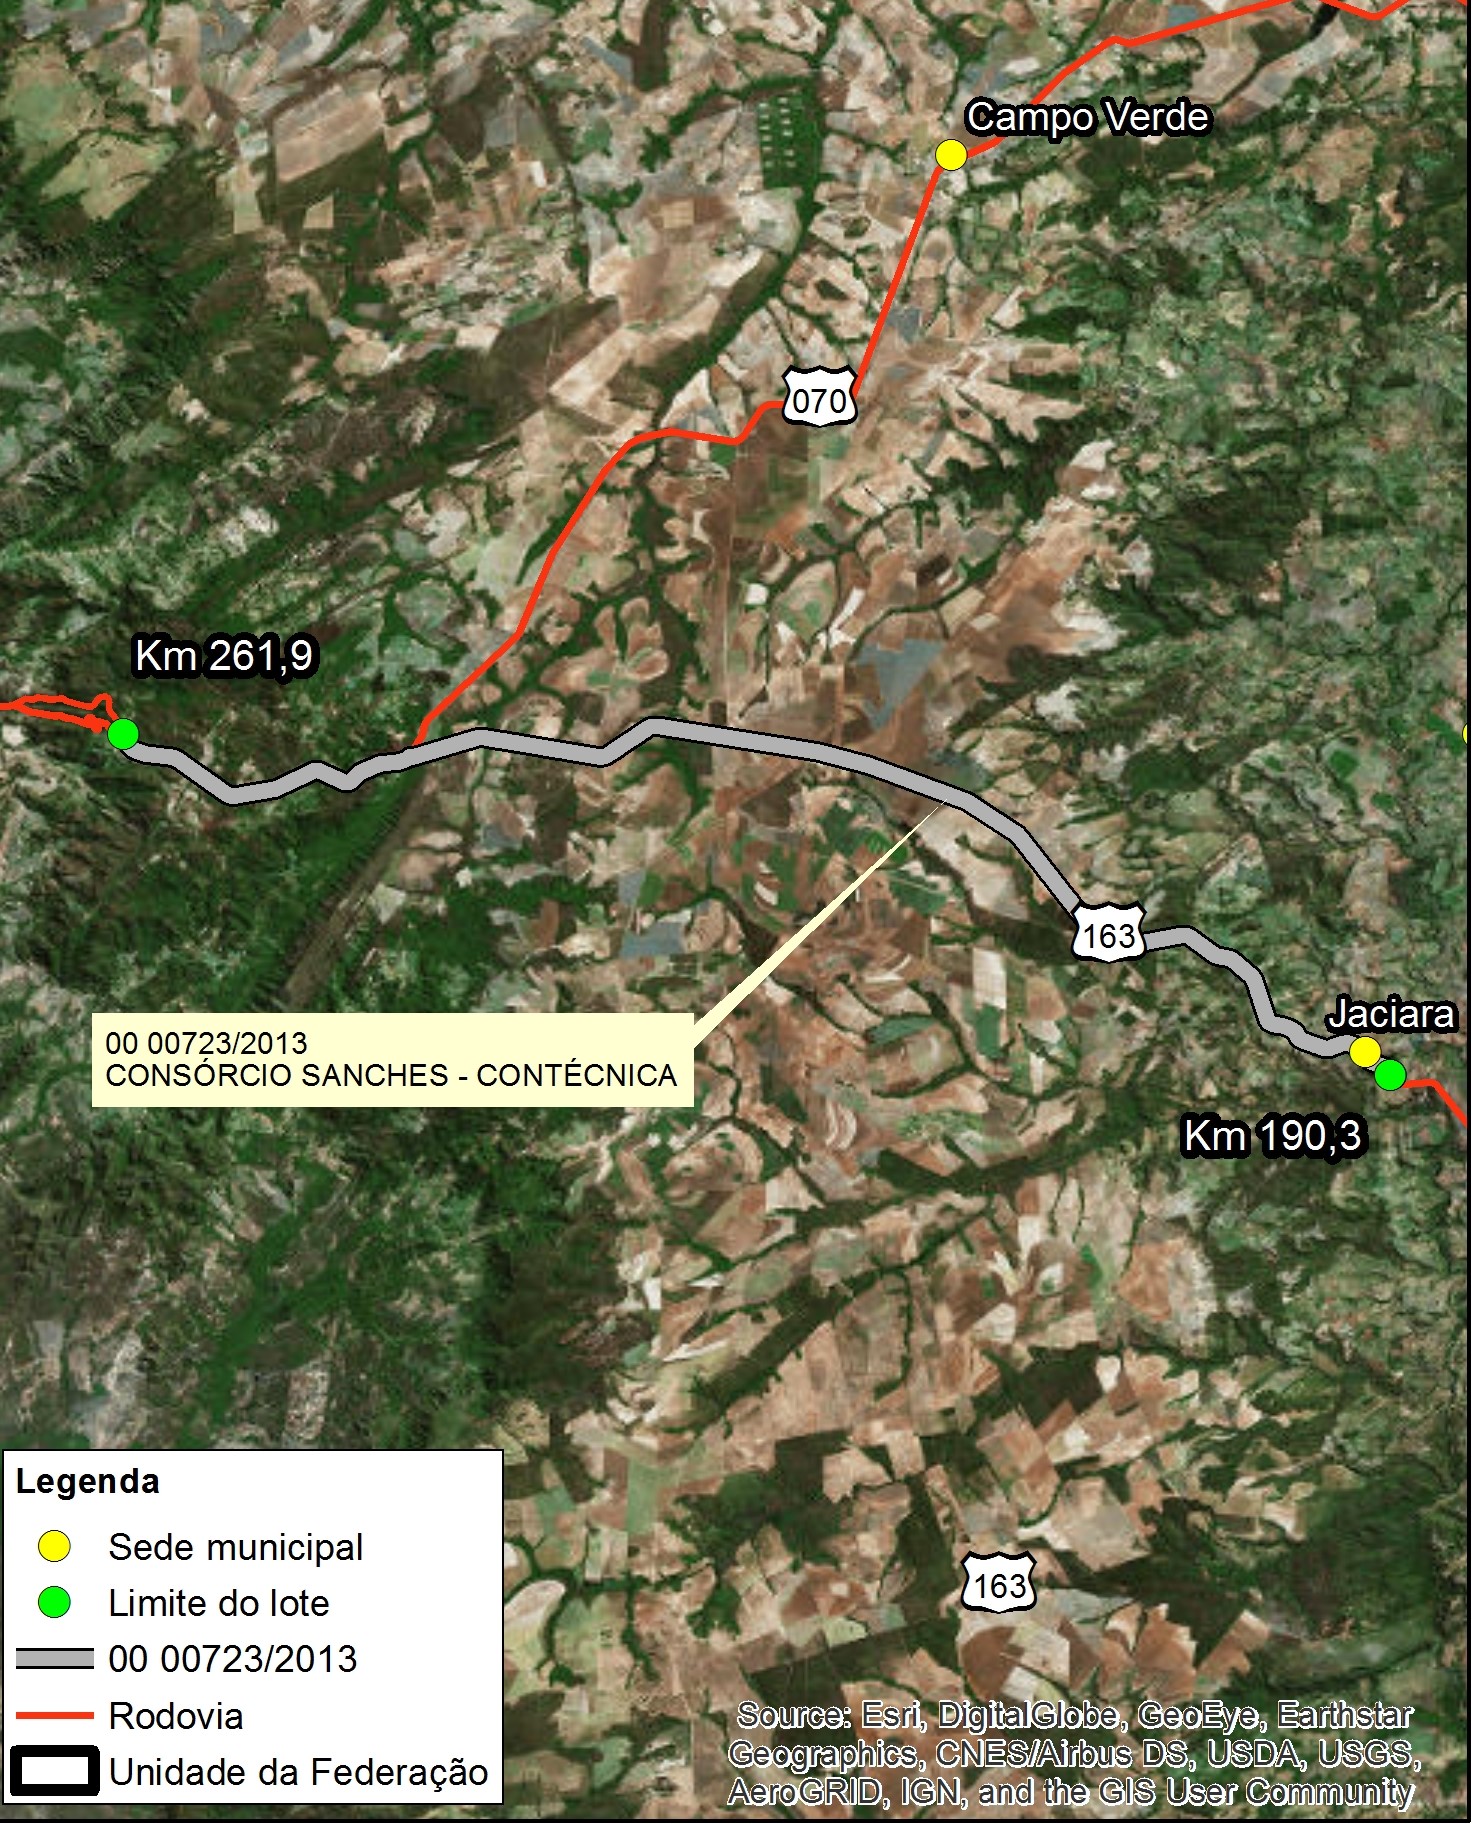 Campo Verde
070
Km 261,9
163
Jaciara
00 00723/2013
CONSÓRCIO SANCHES - CONTÉCNICA
Km 190,3
Legenda
Sede municipal
Limite do lote
00 00723/2013
Rodovia
Unidade da Federação
163
Source: Esri, DigitalGlobe, GeoEye, Earthstar
Geographics, CNES/Airbus DS, USDA, USGS,
AeroGRID, IGN, and the GIS User Community